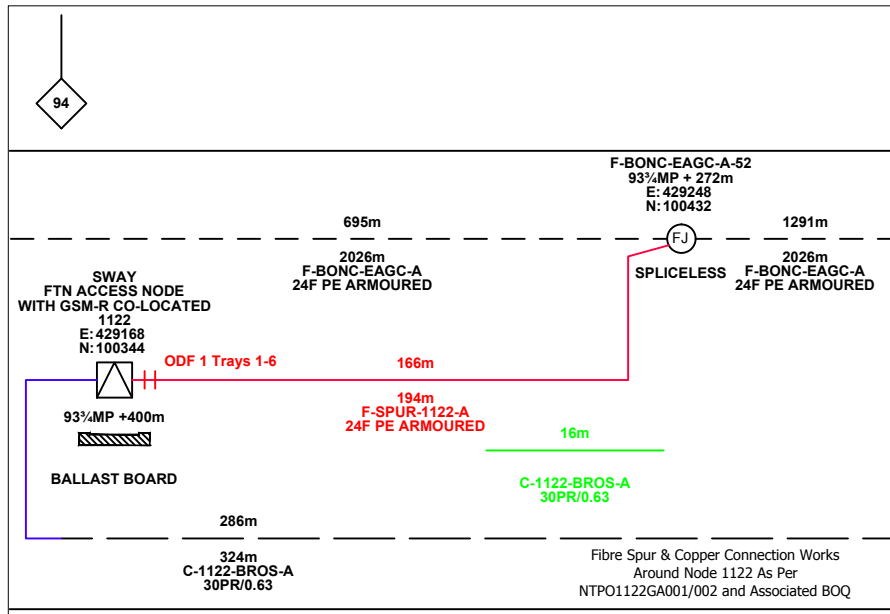 94
F-BONC-EAGC-A-52
93¾MP + 272m
E: 429248
N: 100432
695m
1291m
FJ
2026m
F-BONC-EAGC-A
24F PE ARMOURED
SPLICELESS
2026m
F-BONC-EAGC-A
24F PE ARMOURED
SWAY
FTN ACCESS NODE
WITH GSM-R CO-LOCATED
1122
E: 429168
N: 100344
ODF 1 Trays 1-6
166m
194m
F-SPUR-1122-A
24F PE ARMOURED
93¾MP +400m
BALLAST BOARD
16m
C-1122-BROS-A
30PR/0.63
286m
324m
C-1122-BROS-A
30PR/0.63
Fibre Spur & Copper Connection Works
Around Node 1122 As Per
NTPO1122GA001/002 and Associated BOQ